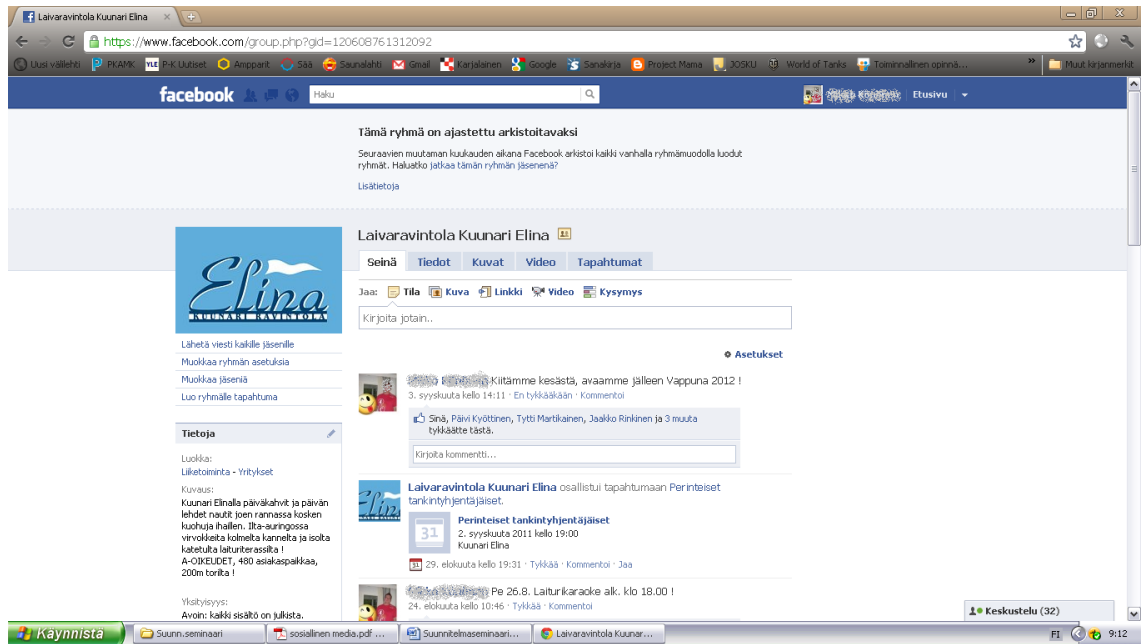 Laivaravintola Kuunari Elina
https://www.facebook.com/group.php?gid=120608761312092
Uusi välilehti PKAMK YLE P-K Uutiset Ampparit Sää Saunalahti Gmail Karjalainen Google Sanakirja Project Mama JOSKU World of Tanks Toiminnallinen opinnä... » Muut kirjanmerkit
facebook Haku Etusivu
Tämä ryhmä on ajastettu arkistoitavaksi
Seuraavien muutaman kuukauden aikana Facebook arkistoi kaikki vanhalla ryhmämuodolla luodut
ryhmät. Haluatko jatkaa tämän ryhmän jäsenenä?
Lisätietoja
Laivaravintola Kuunari Elina
Seinä Tiedot Kuvat Video Tapahtumat
Jaa: Tila Kuva Linkki Video Kysymys
Kirjoita jotain..
Asetukset
Elina
KUUNARI RAVINTOLA
Lähetä viesti kaikille jäsenille
Muokkaa ryhmän asetuksia
Muokkaa jäseniä
Luo ryhmälle tapahtuma
Tietoja
Luokka:
Liiketoiminta - Yritykset
Kuvaus:
Kuunari Elinalla päiväkahvit ja päivän
lehdet nautit joen rannassa kosken
kuohuja ihaillen. Ilta-auringossa
virvokkeita kolmelta kannelta ja isolta
katetulta laituriterassilta !
A-OIKEUDET, 480 asiakaspaikkaa,
200m torilta !
Yksityisyys:
Avoin: kaikki sisältö on julkista.
Kiitämme kesästä, avaamme jälleen Vappuna 2012 !
3. syyskuuta kello 14:11 · En tykkääkään · Kommentoi
Sinä, Päivi Kyöttinen, Tytti Martikainen, Jaakko Rinkinen ja 3 muuta
tykkäätte tästä.
Kirjoita kommentti...
Laivaravintola Kuunari Elina osallistui tapahtumaan Perinteiset
tankintyhjentäjäiset.
31
Perinteiset tankintyhjentäjäiset
2. syyskuuta 2011 kello 19:00
Kuunari Elina
29. elokuuta kello 19:31 · Tykkää · Kommentoi · Jaa
Pe 26.8. Laiturikaraoke alk. klo 18.00 !
24. elokuuta kello 10:46 · Tykkää · Kommentoi
Keskustelu (32)
Käynnistä Suunn.seminaari sosiallinen media.pdf ... Suunnitelmaseminaari... Laivaravintola Kuunar... FI 9:12